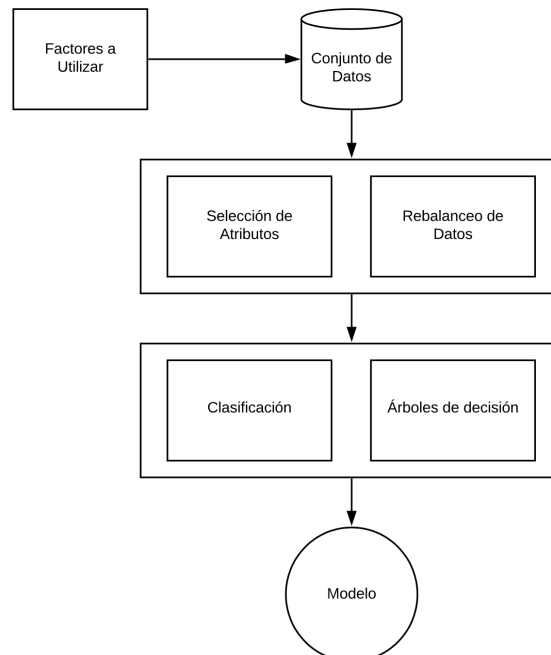 Factores a
Utilizar
Conjunto de
Datos
Selección de
Atributos
Rebalanceo de
Datos
Clasificación
Árboles de decisión
Modelo